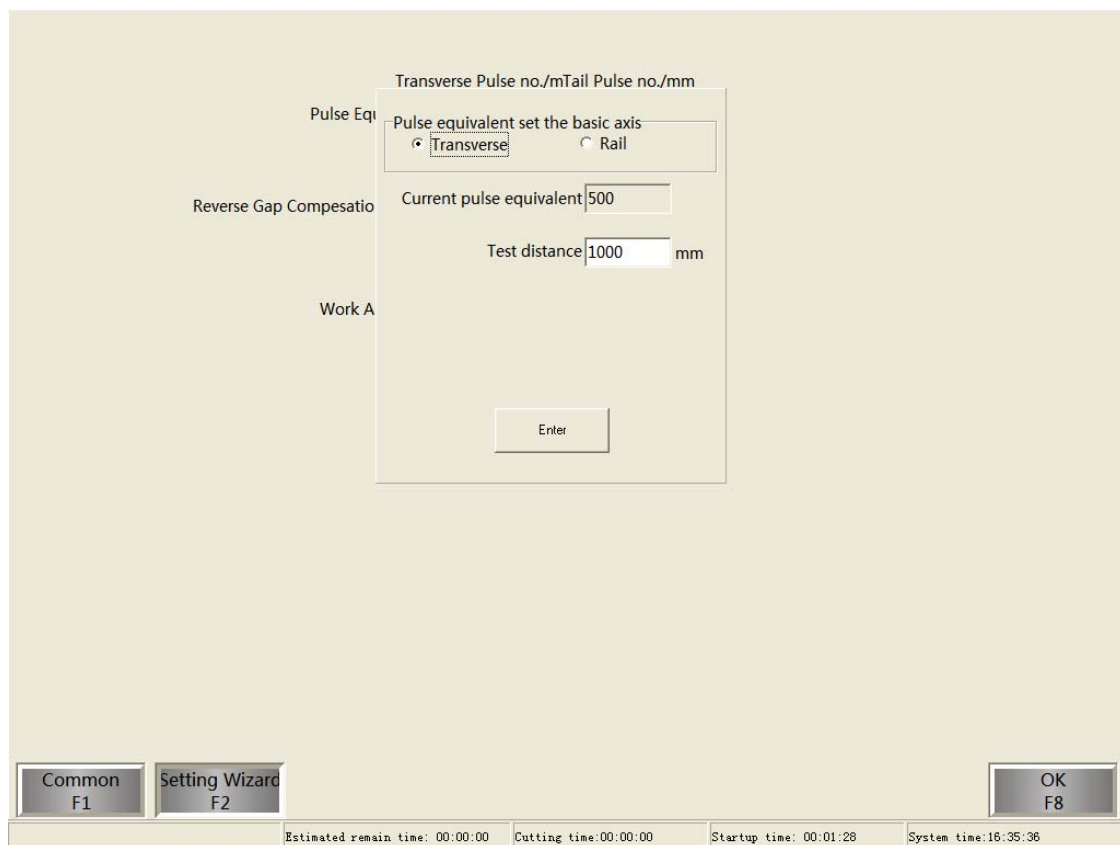 Transverse Pulse no./mTail Pulse no./mm
Pulse Equ
Pulse equivalent set the basic axis
Transverse Rail
Current pulse equivalent 500
Reverse Gap Compesatio
Test distance 1000 mm
Work A
Enter
Common
F1
Setting Wizard
F2
OK
F8
Estimated remain time: 00:00:00 Cutting time:00:00:00 Startup time: 00:01:28 System time:16:35:36